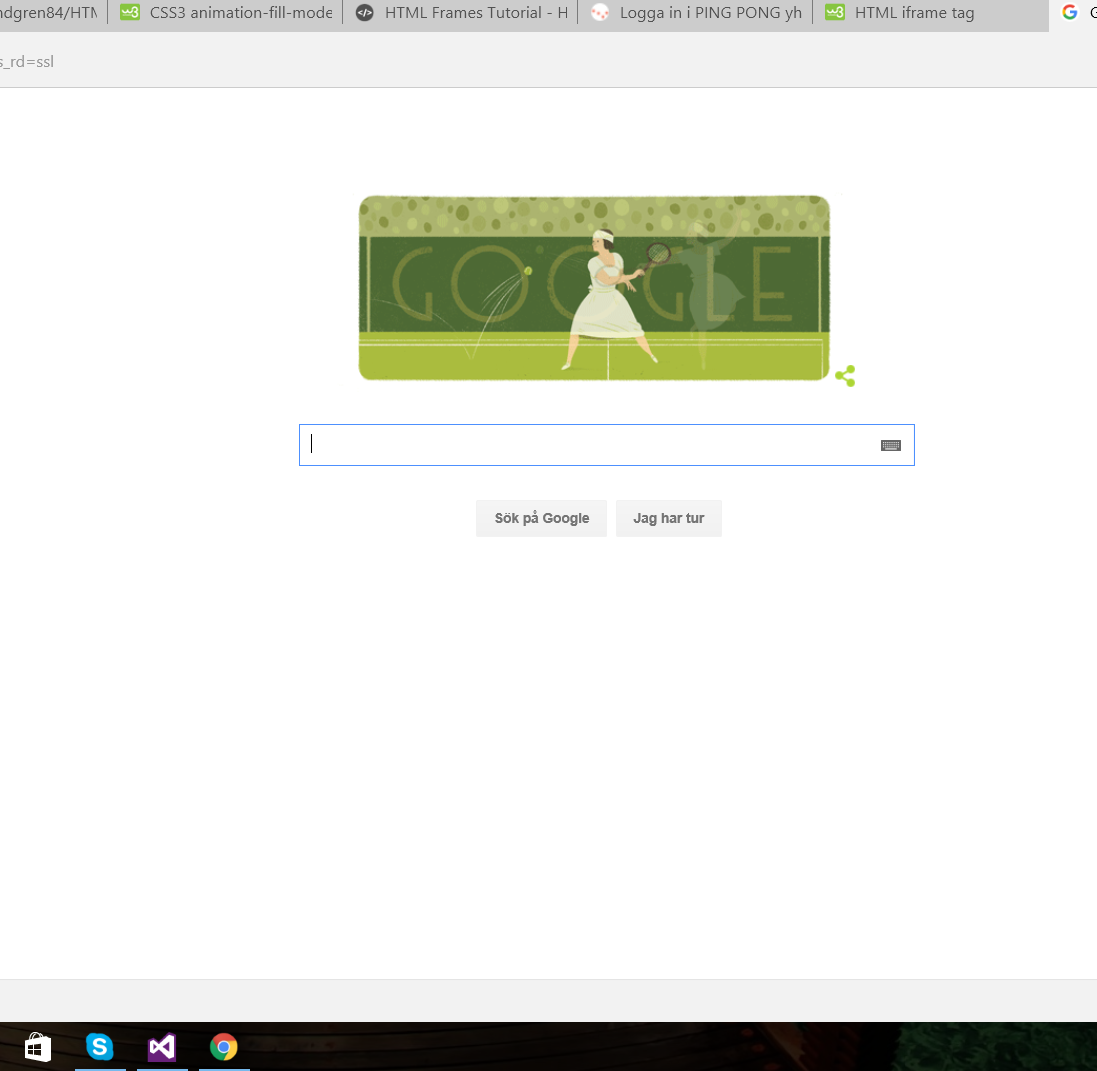 ndgren84/HTM
CSS3 animation-fill-mode
HTML Frames Tutorial - H
Logga in i PING PONG yh
HTML iframe tag
G
s_rd=ssl
GOOGLE
Sök på Google
Jag har tur